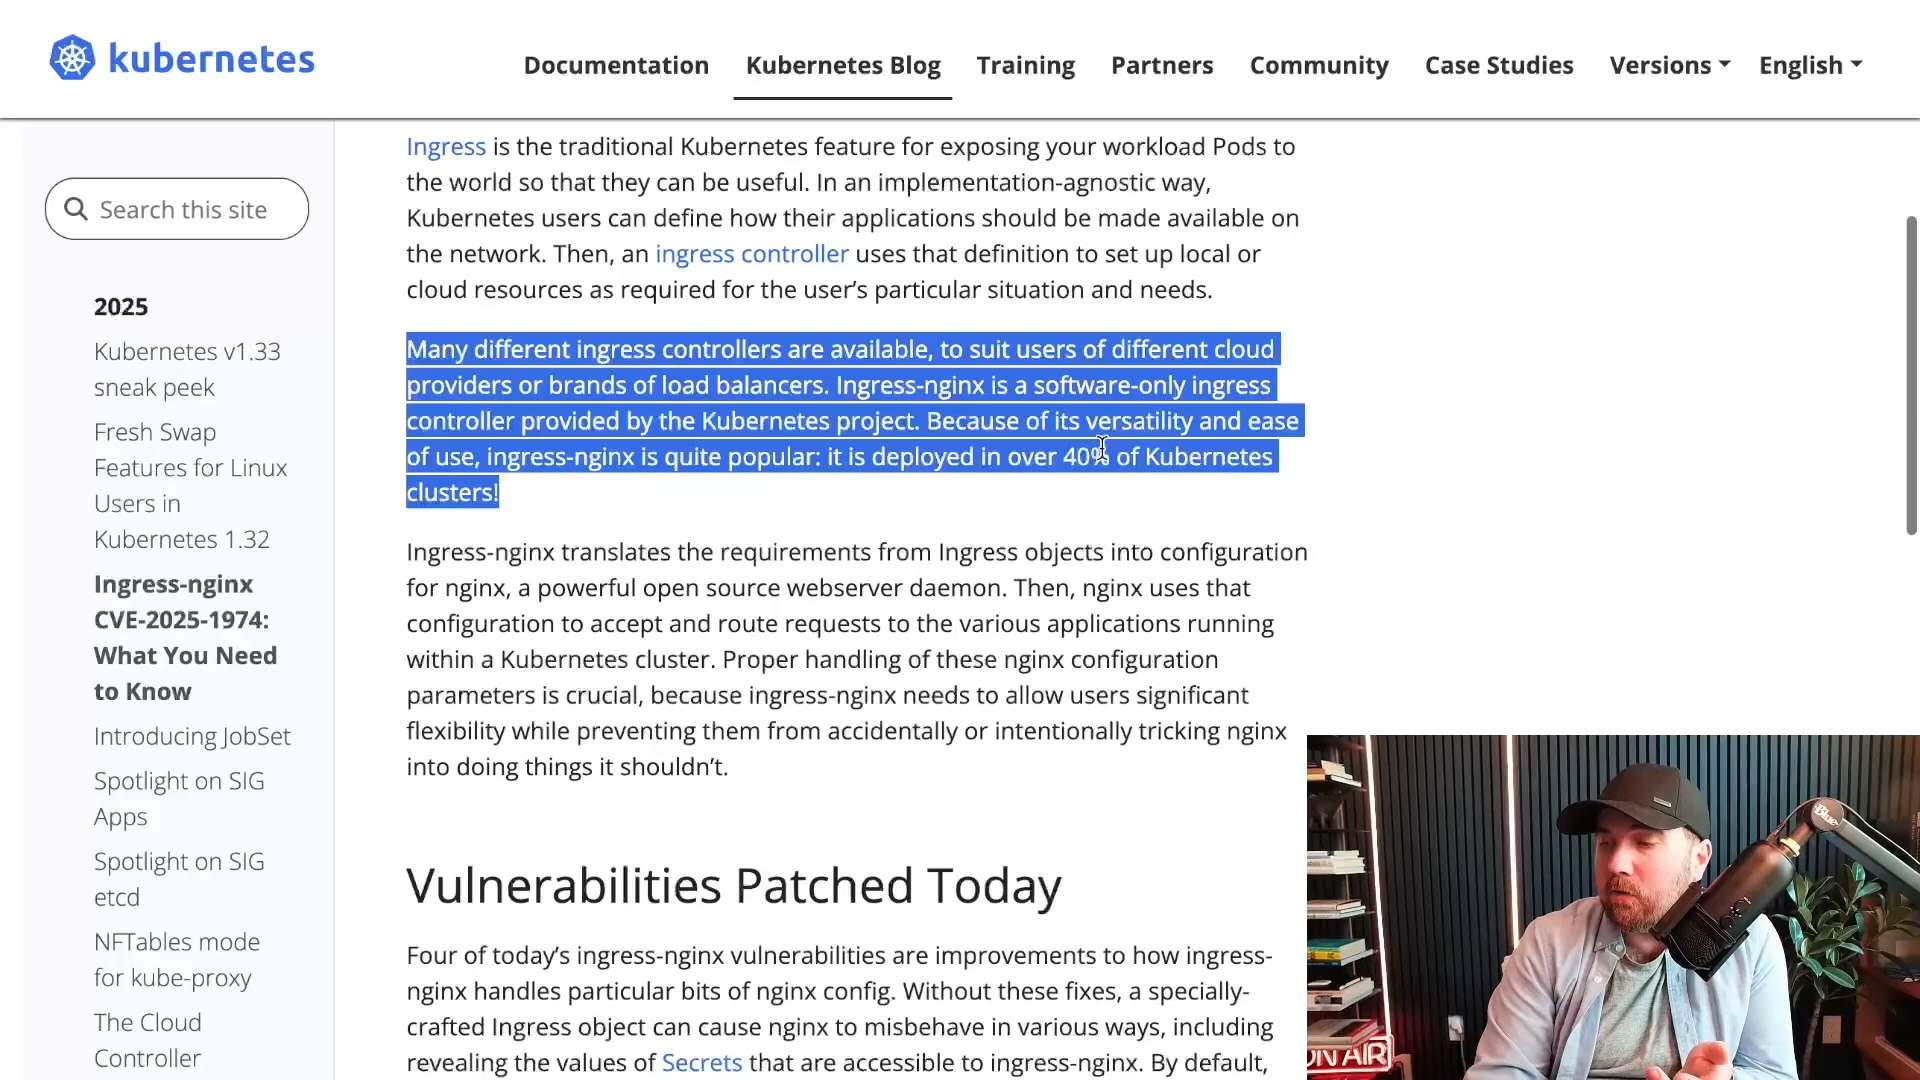 kubernetes
Documentation
Kubernetes Blog
Training
Partners
Community
Case Studies
Versions
English
Search this site
2025
Kubernetes v1.33
sneak peek
Fresh Swap
Features for Linux
Users in
Kubernetes 1.32
Ingress-nginx
CVE-2025-1974:
What You Need
to Know
Introducing JobSet
Spotlight on SIG
Apps
Spotlight on SIG
etcd
NFTables mode
for kube-proxy
The Cloud
Controller
Ingress is the traditional Kubernetes feature for exposing your workload Pods to
the world so that they can be useful. In an implementation-agnostic way,
Kubernetes users can define how their applications should be made available on
the network. Then, an ingress controller uses that definition to set up local or
cloud resources as required for the user's particular situation and needs.
Many different ingress controllers are available, to suit users of different cloud
providers or brands of load balancers. Ingress-nginx is a software-only ingress
controller provided by the Kubernetes project. Because of its versatility and ease
of use, ingress-nginx is quite popular: it is deployed in over 40% of Kubernetes
clusters!
Ingress-nginx translates the requirements from Ingress objects into configuration
for nginx, a powerful open source webserver daemon. Then, nginx uses that
configuration to accept and route requests to the various applications running
within a Kubernetes cluster. Proper handling of these nginx configuration
parameters is crucial, because ingress-nginx needs to allow users significant
flexibility while preventing them from accidentally or intentionally tricking nginx
into doing things it shouldn't.
Vulnerabilities Patched Today
Four of today's ingress-nginx vulnerabilities are improvements to how ingress-
nginx handles particular bits of nginx config. Without these fixes, a specially-
crafted Ingress object can cause nginx to misbehave in various ways, including
revealing the values of Secrets that are accessible to ingress-nginx. By default,
Blue
ON AIR